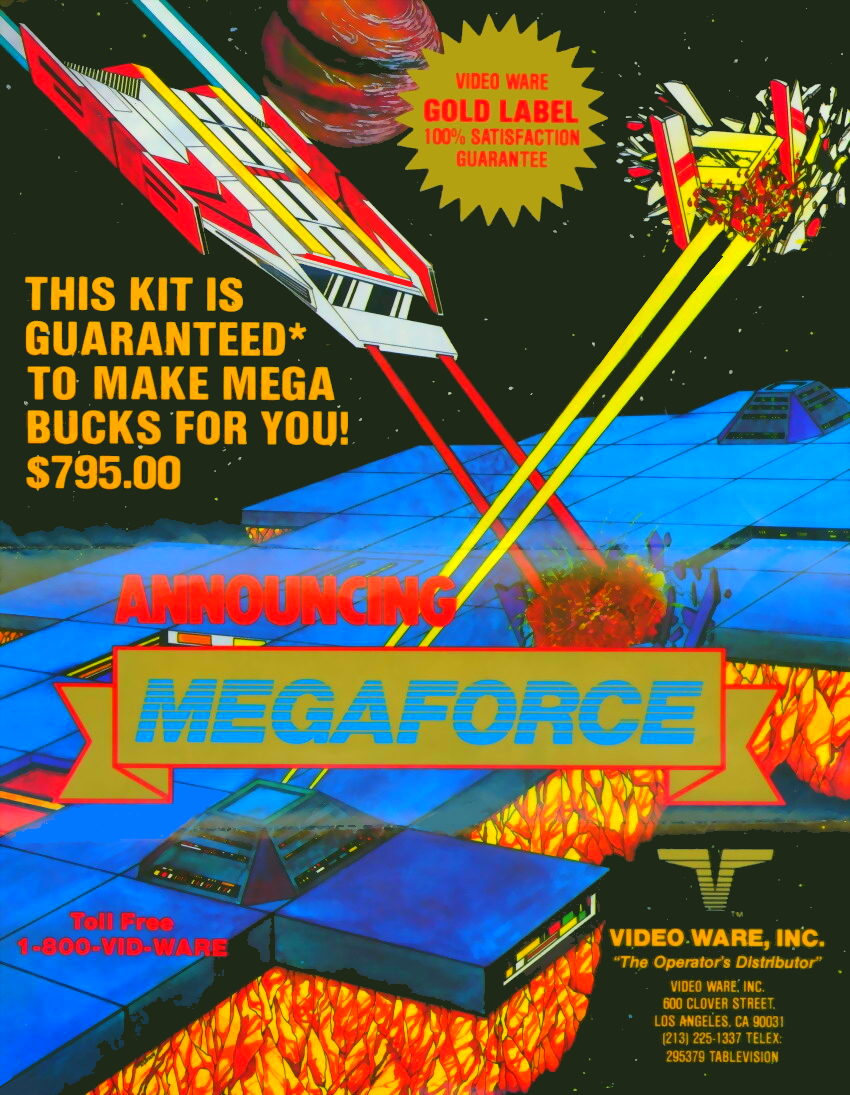 VIDEO WARE
GOLD LABEL
100% SATISFACTION
GUARANTEE
THIS KIT IS
GUARANTEED*
TO MAKE MEGA
BUCKS FOR YOU!
$795.00
ANNOUNCING
MEGAFORCE
Toll Free
1-800-VID-WARE
TM
VIDEO WARE, INC.
"The Operator's Distributor"
VIDEO WARE, INC.
600 CLOVER STREET,
LOS ANGELES, CA 90031
(213) 225-1337 TELEX:
295379 TABLEVISION